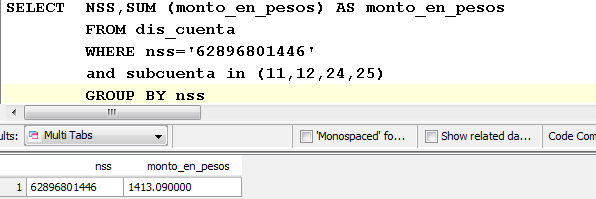 SELECT NSS,SUM (monto_en_pesos) AS monto_en_pesos
FROM dis_cuenta
WHERE nss='62896801446'
and subcuenta in (11,12,24,25)
GROUP BY nss
ults: Multi Tabs 'Monospaced' fo... Show related da... Code Com
nss monto_en_pesos
1 62896801446 1413.090000